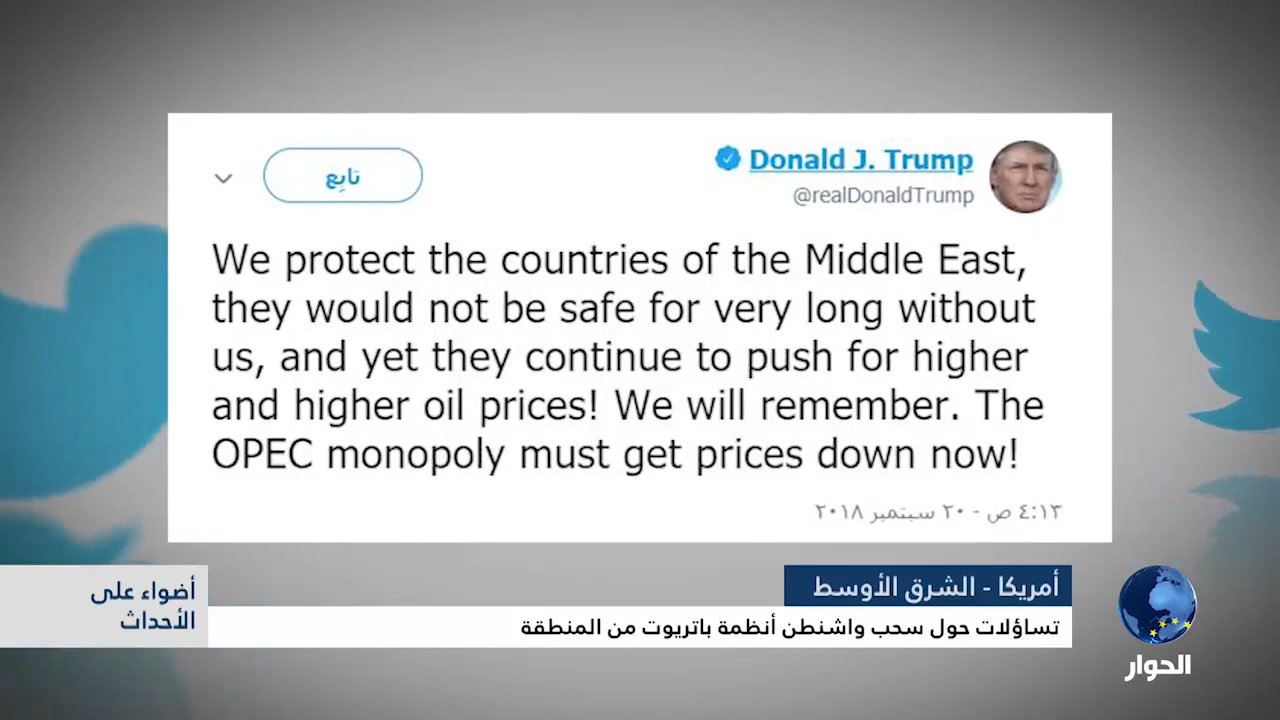 Donald J. Trump
@realDonaldTrump
تابِع
We protect the countries of the Middle East,
they would not be safe for very long without
us, and yet they continue to push for higher
and higher oil prices! We will remember. The
OPEC monopoly must get prices down now!
٤:١٣ ص - ٢٠ سبتمبر ٢٠١٨
أمريكا - الشرق الأوسط
تساؤلات حول سحب واشنطن أنظمة باتريوت من المنطقة
أضواء على
الأحداث
الحوار